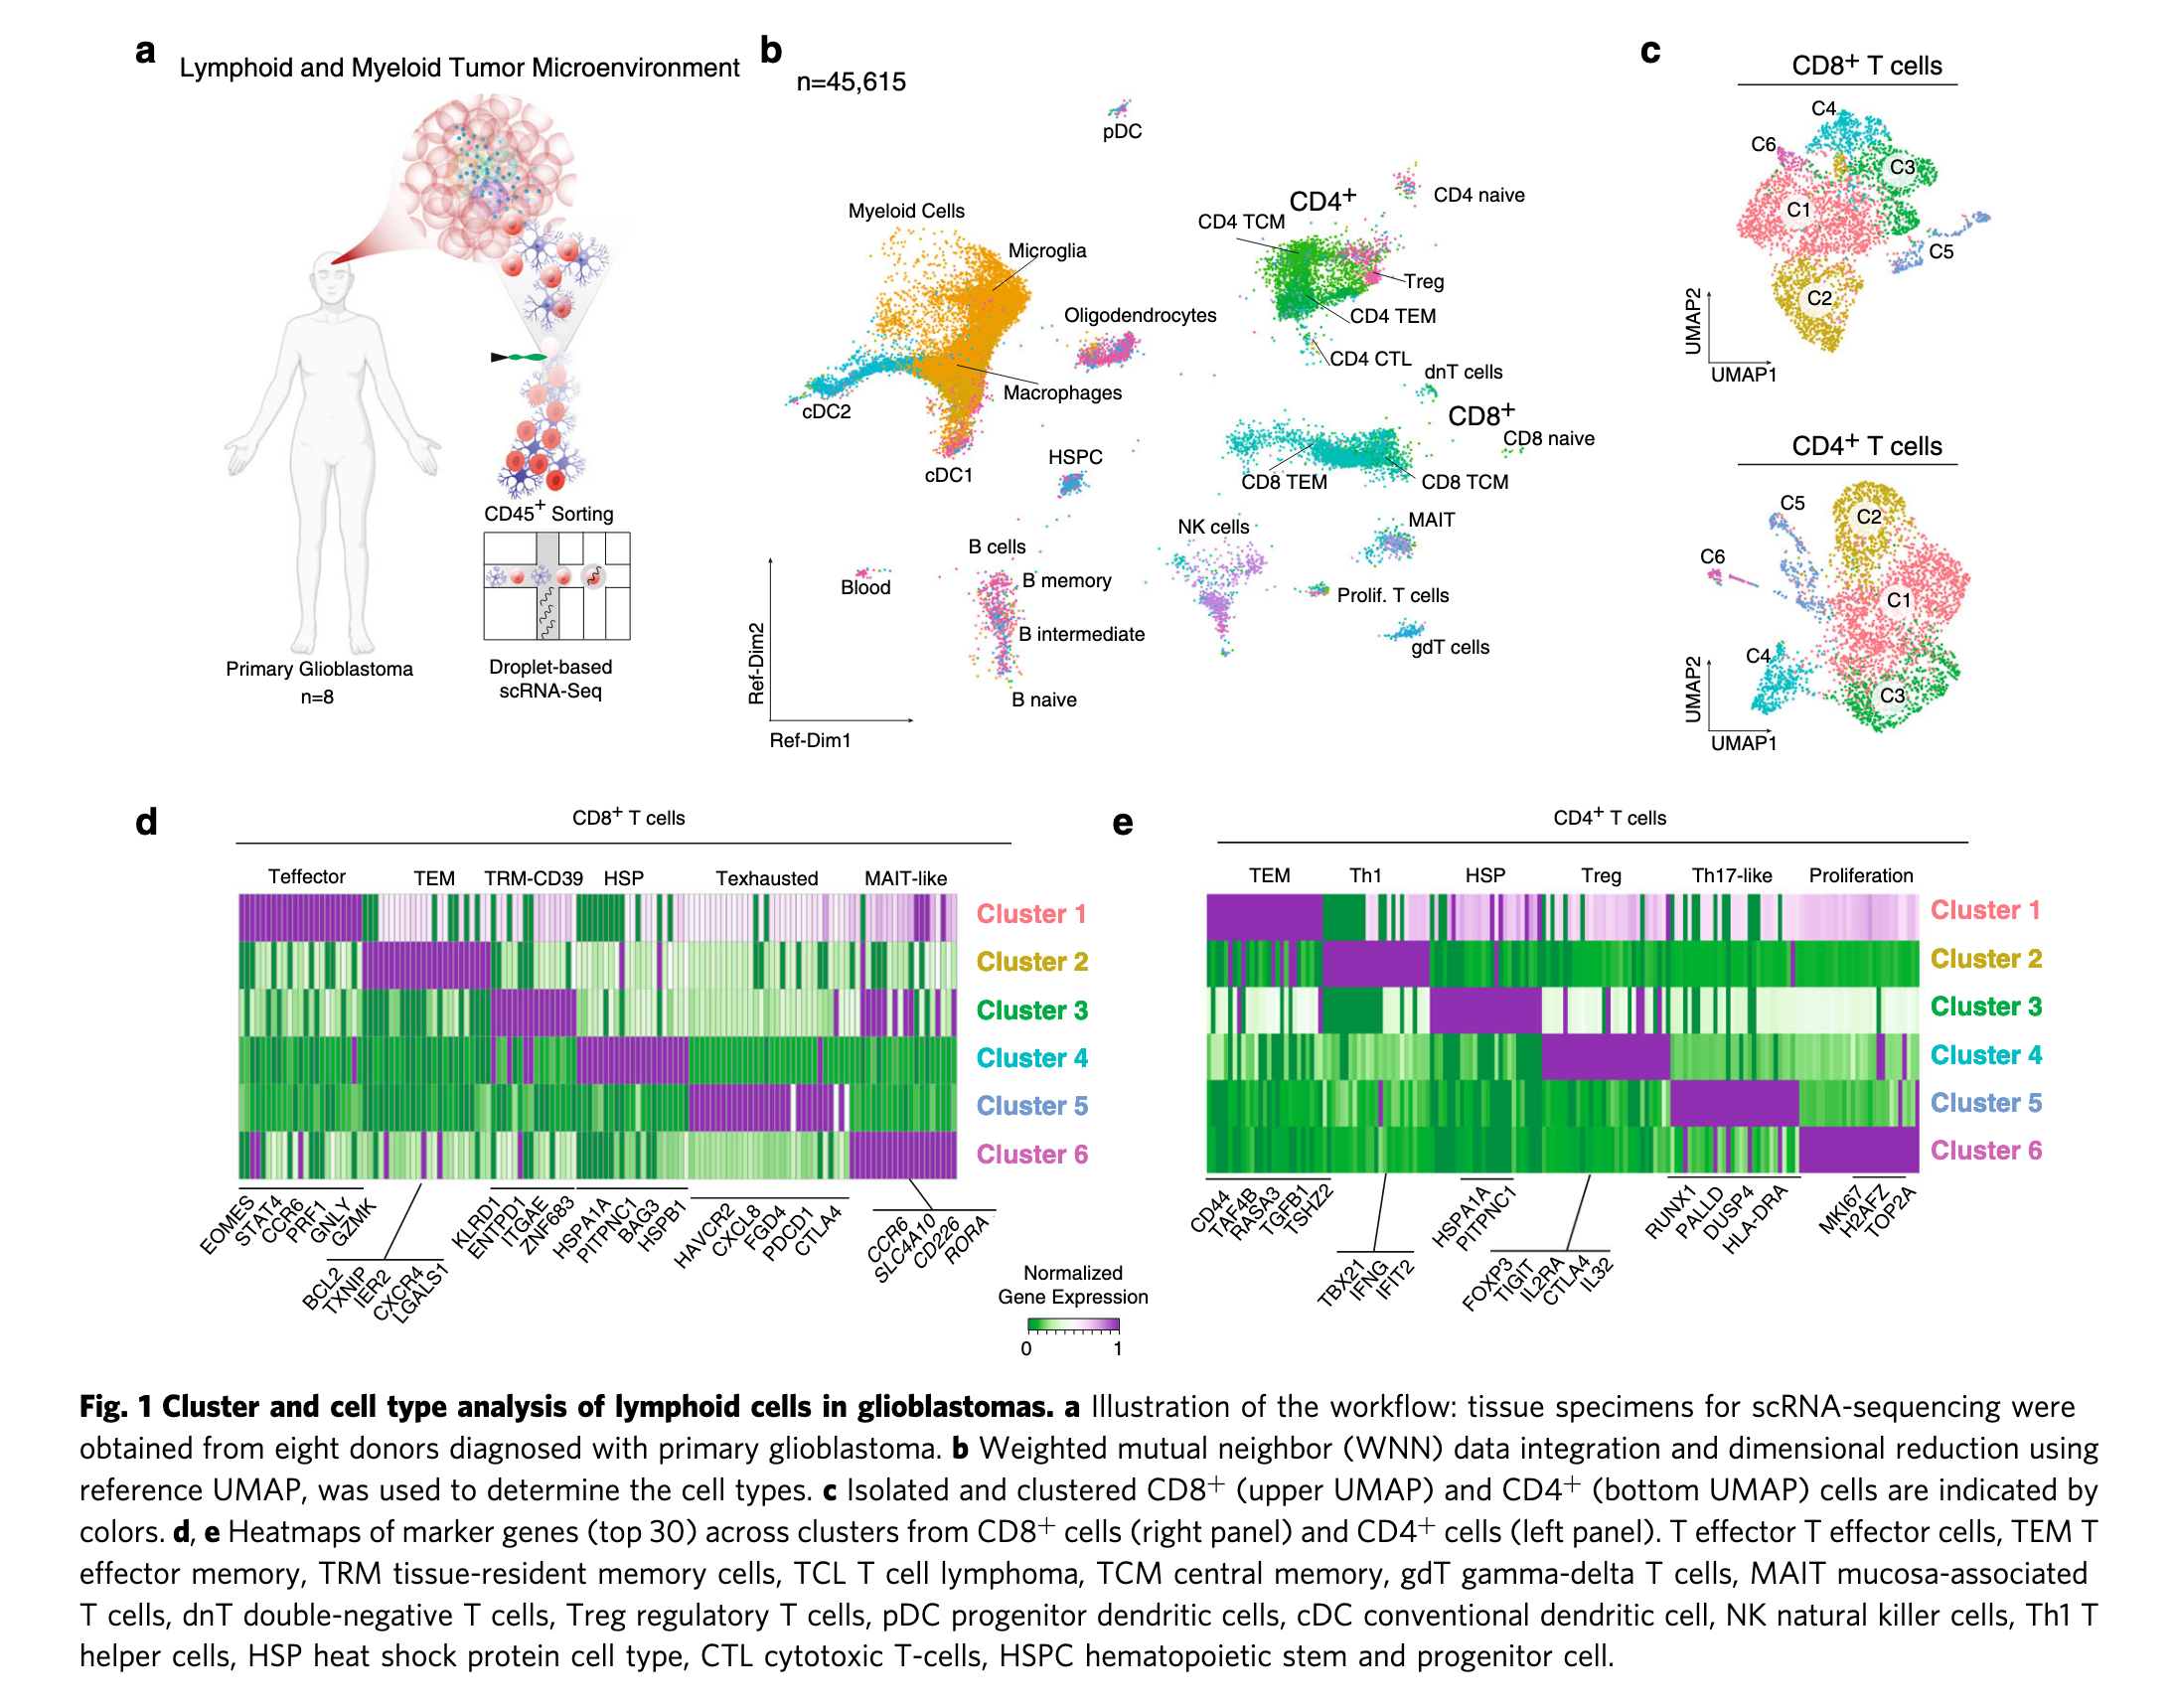 a
Lymphoid and Myeloid Tumor Microenvironment
CD45+ Sorting
Primary Glioblastoma
n=8
Droplet-based
scRNA-Seq
b
n=45,615
pDC
Myeloid Cells
Microglia
Oligodendrocytes
Macrophages
cDC2
cDC1
HSPC
CD4+
CD4 naive
CD4 TCM
Treg
CD4 TEM
CD4 CTL
dnT cells
CD8+
CD8 naive
CD8 TEM
CD8 TCM
MAIT
NK cells
B cells
B memory
Blood
Prolif. T cells
B intermediate
gdT cells
B naive
Ref-Dim2
Ref-Dim1
c
CD8+ T cells
C4
C6
C3
C1
C5
C2
UMAP2
UMAP1
CD4+ T cells
C5
C2
C6
C1
C4
C3
UMAP2
UMAP1
d
CD8+ T cells
Teffector TEM TRM-CD39 HSP Texhausted MAIT-like
Cluster 1
Cluster 2
Cluster 3
Cluster 4
Cluster 5
Cluster 6
EOMES
STAT4
CCR6
PRF1
GNLY
GZMK
BCL2
TXNIP
IER2
CXCR4
LGALS1
KLRD1
ENTPD1
ITGAE
ZNF683
HSPA1A
PITPNC1
BAG3
HSPB1
HAVCR2
CXCL8
FGD4
PDCD1
CTLA4
CCR6
SLC4A10
CD226
RORA
Normalized
Gene Expression
0 1
e
CD4+ T cells
TEM Th1 HSP Treg Th17-like Proliferation
Cluster 1
Cluster 2
Cluster 3
Cluster 4
Cluster 5
Cluster 6
CD44
TAF4B
RASA3
TGFB1
TSHZ2
TBX21
IFNG
IFIT2
HSPA1A
PITPNC1
FOXP3
TIGIT
IL2RA
CTLA4
IL32
RUNX1
PALLD
DUSP4
HLA-DRA
MKI67
H2AFZ
TOP2A
Fig. 1 Cluster and cell type analysis of lymphoid cells in glioblastomas. a Illustration of the workflow: tissue specimens for scRNA-sequencing were
obtained from eight donors diagnosed with primary glioblastoma. b Weighted mutual neighbor (WNN) data integration and dimensional reduction using
reference UMAP, was used to determine the cell types. c Isolated and clustered CD8+ (upper UMAP) and CD4+ (bottom UMAP) cells are indicated by
colors. d, e Heatmaps of marker genes (top 30) across clusters from CD8+ cells (right panel) and CD4+ cells (left panel). T effector T effector cells, TEM T
effector memory, TRM tissue-resident memory cells, TCL T cell lymphoma, TCM central memory, gdT gamma-delta T cells, MAIT mucosa-associated
T cells, dnT double-negative T cells, Treg regulatory T cells, pDC progenitor dendritic cells, cDC conventional dendritic cell, NK natural killer cells, Th1 T
helper cells, HSP heat shock protein cell type, CTL cytotoxic T-cells, HSPC hematopoietic stem and progenitor cell.